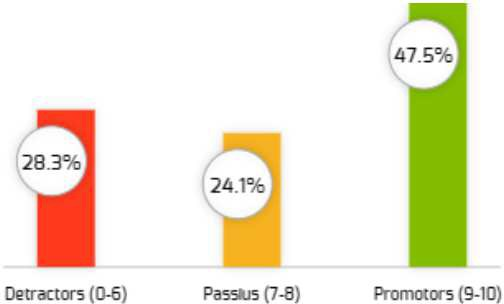 47.5%
28.3%
24.1%
Detractors (0-6)
Passius (7-8)
Promotors (9-10)